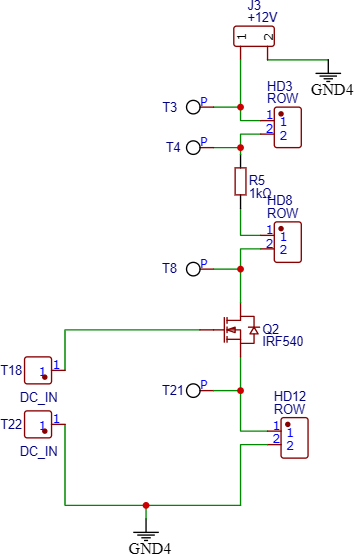 J3
+12V
1 2
GND4
HD3
ROW
T3 P
1 1
2 2
T4 P
R5
1kΩ
HD8
ROW
1 1
2 2
T8 P
Q2
IRF540
T18 1 1
DC_IN
T21 P
HD12
ROW
1 1
2 2
T22 1 1
DC_IN
GND4